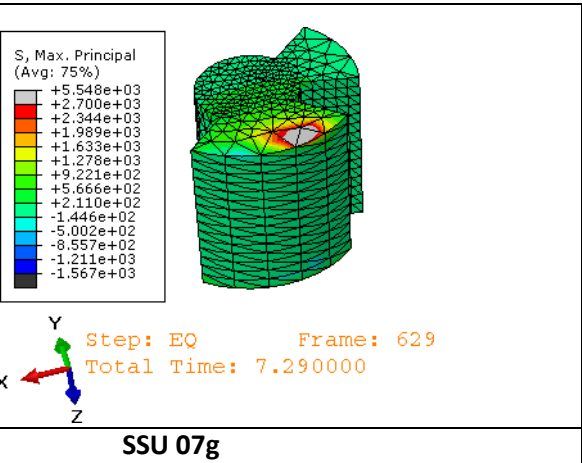 S, Max. Principal
(Avg: 75%)
+5.548e+03
+2.700e+03
+2.344e+03
+1.989e+03
+1.633e+03
+1.278e+03
+9.221e+02
+5.666e+02
+2.110e+02
-1.446e+02
-5.002e+02
-8.557e+02
-1.211e+03
-1.567e+03
Y
X
Z
Step: EQ Frame: 629
Total Time: 7.290000
SSU 07g